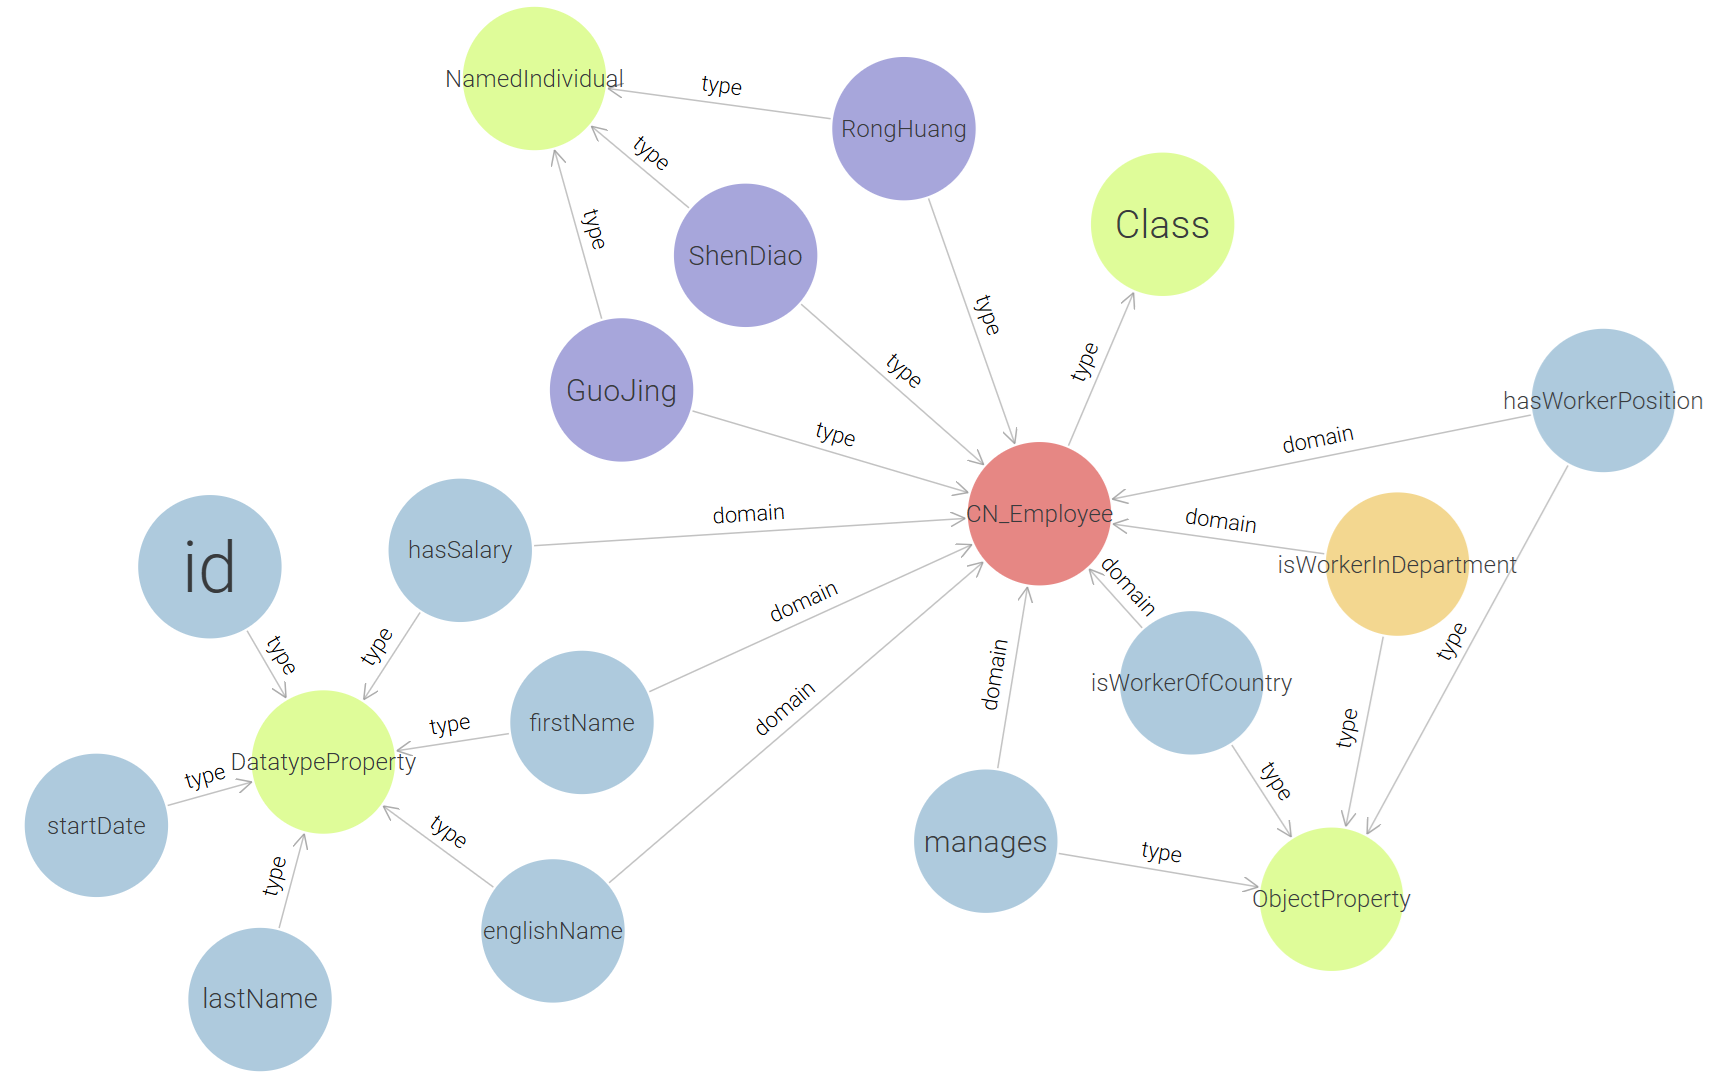 NamedIndividual
type
RongHuang
type
ShenDiao
type
Class
type
GuoJing
type
type
type
type
hasWorkerPosition
domain
CN_Employee
domain
isWorkerInDepartment
hasSalary
domain
id
domain
domain
type
type
type
firstName
type
domain
domain
isWorkerOfCountry
type
DatatypeProperty
type
startDate
type
type
manages
type
type
ObjectProperty
englishName
lastName